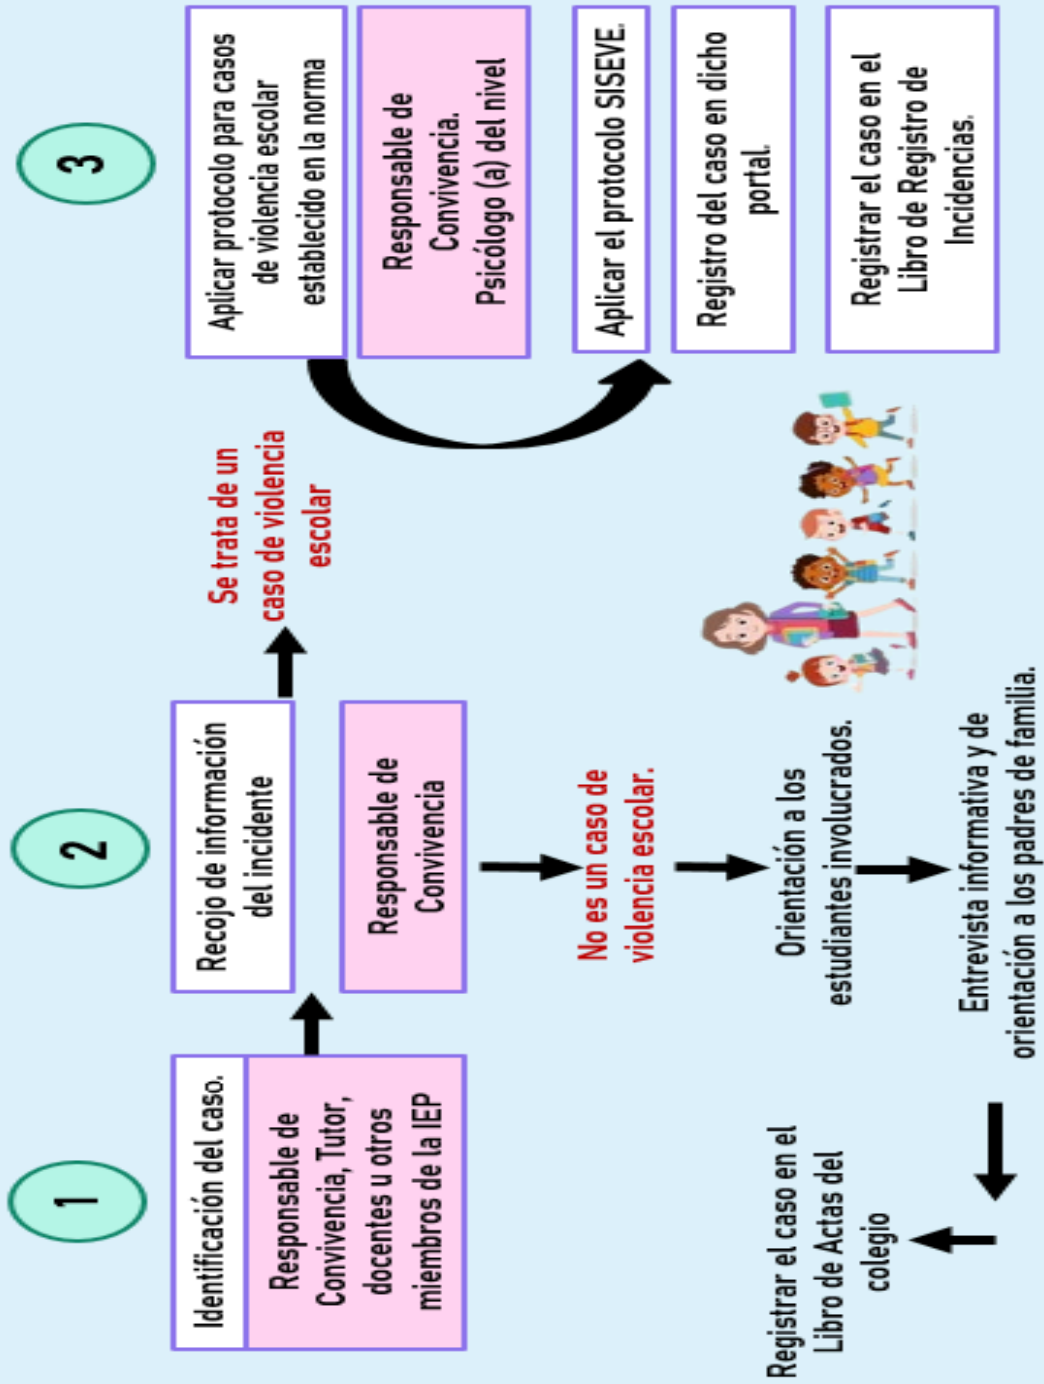 1
Identificación del caso.
Responsable de
Convivencia, Tutor,
docentes u otros
miembros de la IEP
2
Recojo de información
del incidente
Responsable de
Convivencia
Se trata de un
caso de violencia
escolar
No es un caso de
violencia escolar.
Orientación a los
estudiantes involucrados.
Entrevista informativa y de
orientación a los padres de familia.
Registrar el caso en el
Libro de Actas del
colegio
3
Aplicar protocolo para casos
de violencia escolar
establecido en la norma
Responsable de
Convivencia.
Psicólogo (a) del nivel
Aplicar el protocolo SISEVE.
Registro del caso en dicho
portal.
Registrar el caso en el
Libro de Registro de
Incidencias.